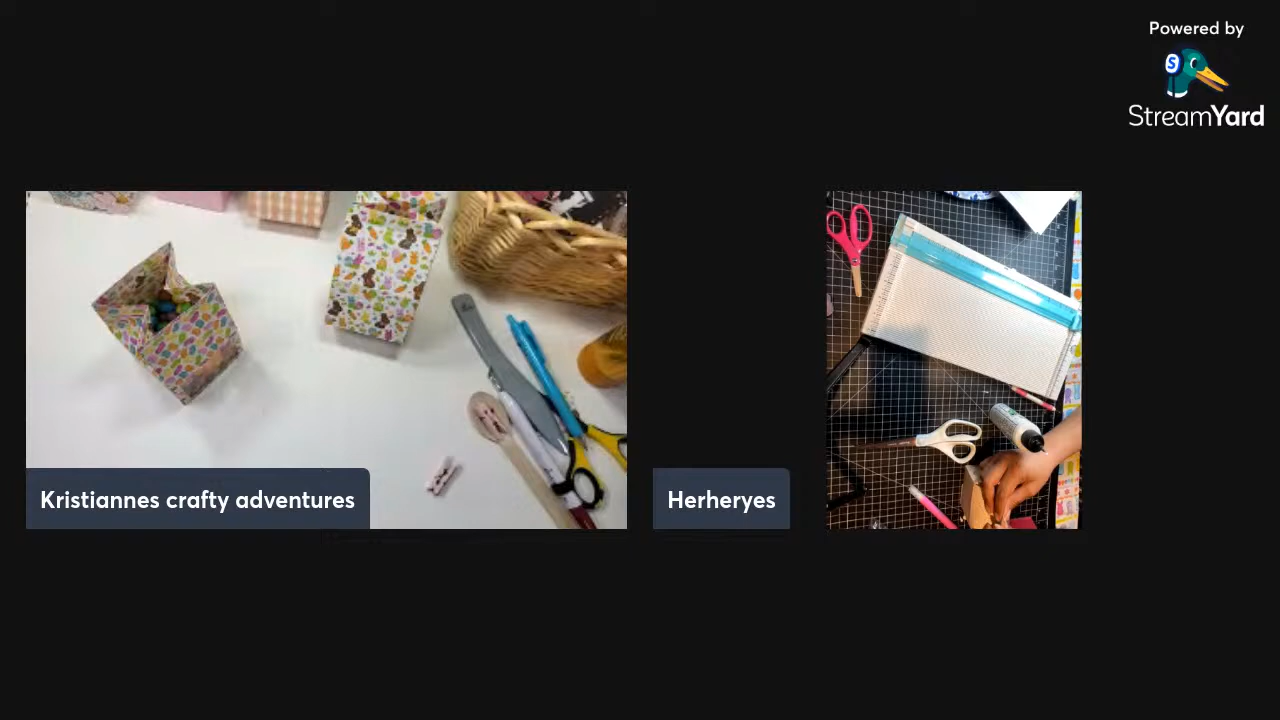 Powered by
S
StreamYard
Kristiannes crafty adventures
Herheryes